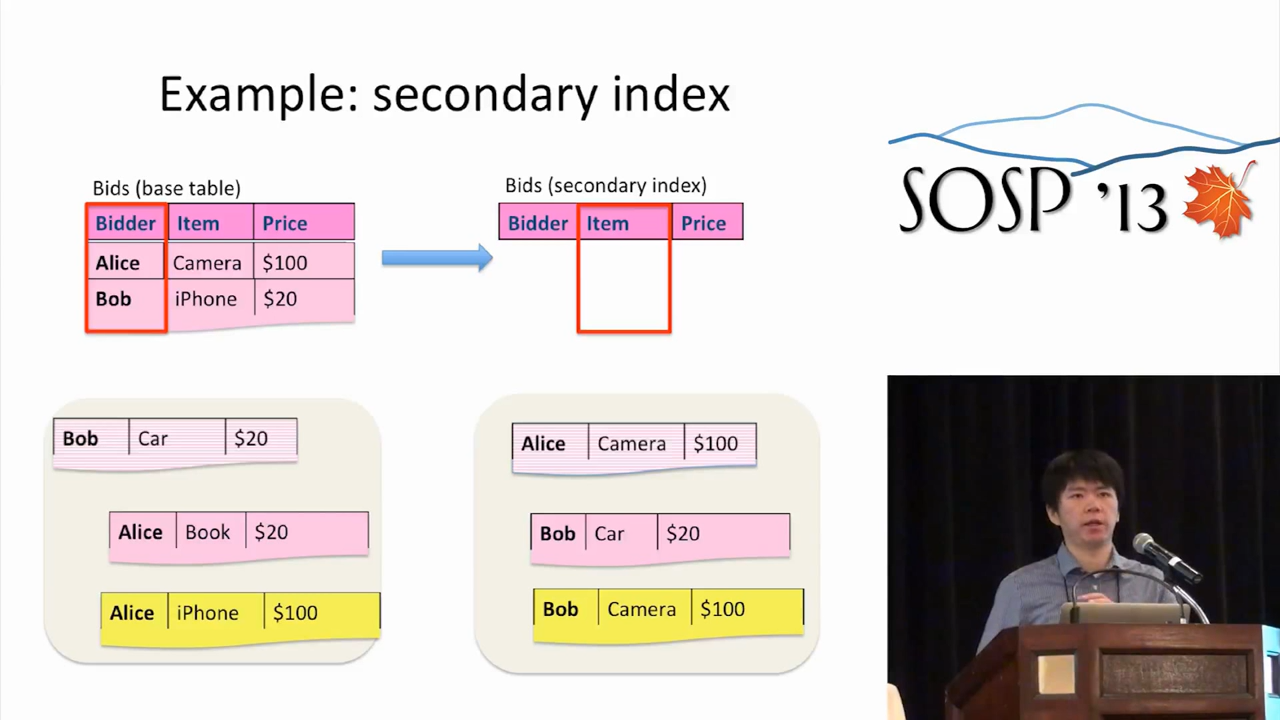 Example: secondary index
SOSP '13
Bids (base table)
Bidder Item Price
Alice Camera $100
Bob iPhone $20
Bids (secondary index)
Bidder Item Price
Bob Car $20
Alice Book $20
Alice iPhone $100
Alice Camera $100
Bob Car $20
Bob Camera $100